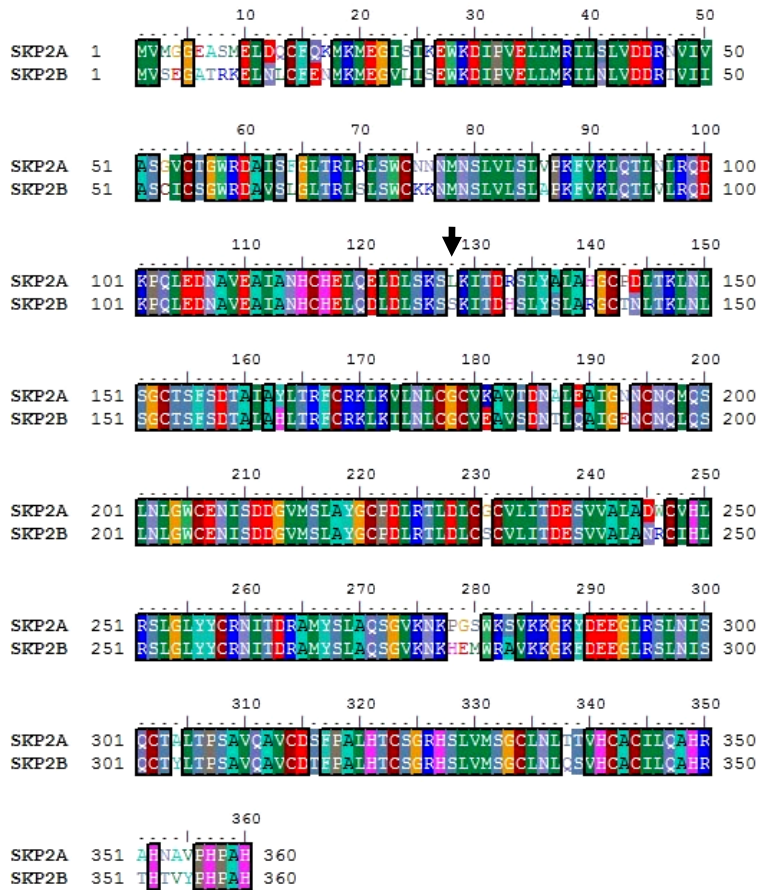 10 20 30 40 50
SKP2A 1 MVMGGEASMELDQCFQKMKMEGISIKEWKDIPVELLMRILSLVDDRNVIV 50
SKP2B 1 MVSEGATRKELNLCFENMKMEGVLISEWKDIPVELLMRILNLVDDRTVII 50
60 70 80 90 100
SKP2A 51 ASGVCTGWRDAISFGLTRLRLSWCNNNMNSLVLSLVPKFVKLQTLNLRQD 100
SKP2B 51 ASCICSGWRDAVSLGLTRLSLSWCKKNMNSLVLSLAPKFVKLQTLVLRQD 100
110 120 130 140 150
SKP2A 101 KPQLEDNAVEAIANHCHELQELDLSKSLKITDRSLYALAHGCPDLTKLNL 150
SKP2B 101 KPQLEDNAVEAIANHCHELQDLDLSKSSKITDHSLYSLARGCTNLTKLNL 150
160 170 180 190 200
SKP2A 151 SGCTSFSDTAIAYLTRFCRKLKVLNLCGCVKAVTDNALEAIGNNCNQMQS 200
SKP2B 151 SGCTSFSDTALAHLTRFCRKLKILNLCGCVEAVSDNTLQAIGENCNQLQS 200
210 220 230 240 250
SKP2A 201 LNLGWCENISDDGVMSLAYGCPDLRTLDLCGCVLITDESVVALADWCVHL 250
SKP2B 201 LNLGWCENISDDGVMSLAYGCPDLRTLDLCSCVLITDESVVALANRCIHL 250
260 270 280 290 300
SKP2A 251 RSLGLYYCRNITDRAMYSLAQSGVKNKPGSWKSVKKGKYDEEGLRSLNIS 300
SKP2B 251 RSLGLYYCRNITDRAMYSLAQSGVKNKHEMWRAVKKGKFDEEGLRSLNIS 300
310 320 330 340 350
SKP2A 301 QCTALTPSAVQAVCDSFPALHTCSGRHSLVMSGCLNLTTVHCACILQAHR 350
SKP2B 301 QCTYLTPSAVQAVCDTFPALHTCSGRHSLVMSGCLNLQSVHCACILQAHR 350
360
SKP2A 351 AHNAVPHPAH 360
SKP2B 351 THTVYPHPAH 360